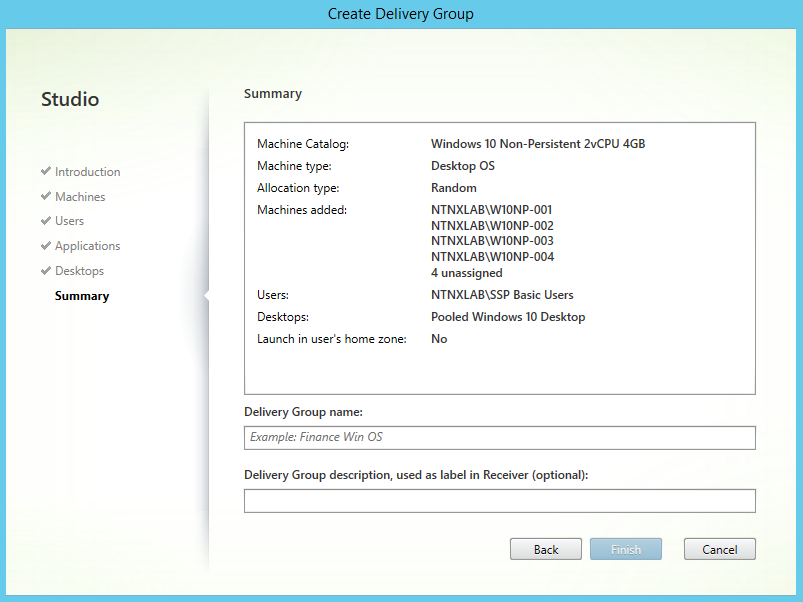 Create Delivery Group
Studio
Introduction
Machines
Users
Applications
Desktops
Summary
Summary
Machine Catalog: Windows 10 Non-Persistent 2vCPU 4GB
Machine type: Desktop OS
Allocation type: Random
Machines added: NTNXLAB\W10NP-001
NTNXLAB\W10NP-002
NTNXLAB\W10NP-003
NTNXLAB\W10NP-004
4 unassigned
Users: NTNXLAB\SSP Basic Users
Desktops: Pooled Windows 10 Desktop
Launch in user's home zone: No
Delivery Group name:
Example: Finance Win OS
Delivery Group description, used as label in Receiver (optional):
Back Finish Cancel